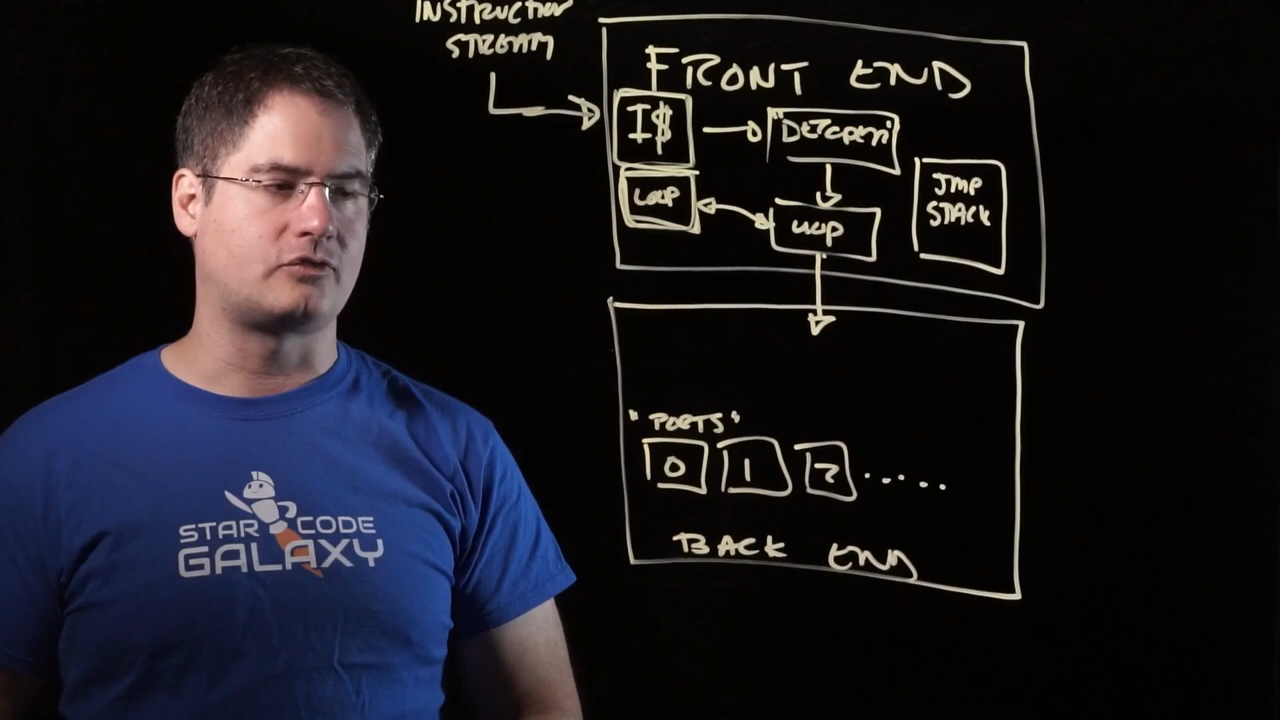 INSTRUCTION
STREAM
FRONT END
I$
LOOP
uop
JMP
STACK
"PORTS"
0 1 2 ......
BACK END
STAR CODE
GALAXY